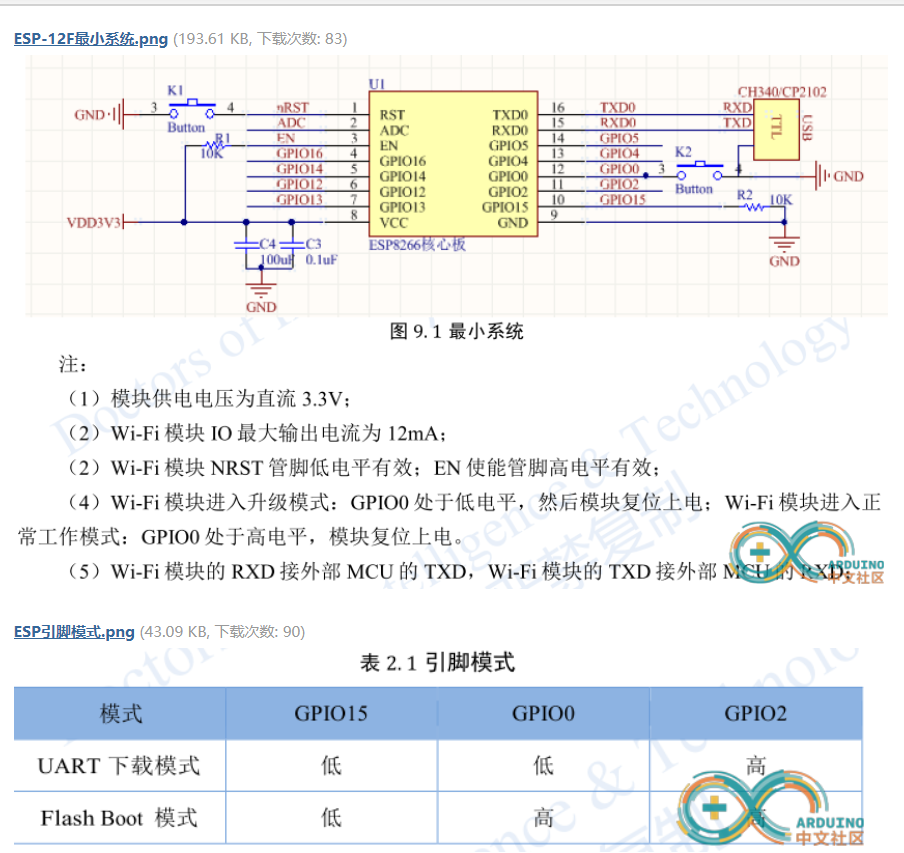 ESP-12F最小系统.png (193.61 KB, 下载次数: 83)
K1
U1
CH340/CP2102
GND
3
4
nRST
1
RST
TXD0
16
TXD0
RXD
Button
ADC
2
ADC
RXD0
15
RXD0
TXD
TTL
USB
R1
10K
EN
3
EN
GPIO5
14
GPIO5
GPIO16
4
GPIO16
GPIO4
13
GPIO4
K2
GPIO14
5
GPIO14
GPIO0
12
GPIO0
3
4
GND
GPIO12
6
GPIO12
GPIO2
11
GPIO2
Button
GPIO13
7
GPIO13
GPIO15
10
GPIO15
R2
10K
VDD3V3
8
VCC
GND
9
ESP8266核心板
C4
100uF
C3
0.1uF
GND
GND
图 9.1 最小系统
注：
（1）模块供电电压为直流 3.3V；
（2）Wi-Fi 模块 IO 最大输出电流为 12mA；
（2）Wi-Fi 模块 NRST 管脚低电平有效；EN 使能管脚高电平有效；
（4）Wi-Fi 模块进入升级模式：GPIO0 处于低电平，然后模块复位上电；Wi-Fi 模块进入正
常工作模式：GPIO0 处于高电平，模块复位上电。
（5）Wi-Fi 模块的 RXD 接外部 MCU 的 TXD，Wi-Fi 模块的 TXD 接外部 MCU 的 RXD；
ARDUINO
中文社区
ESP引脚模式.png (43.09 KB, 下载次数: 90)
表 2.1 引脚模式
模式 GPIO15 GPIO0 GPIO2
UART 下载模式 低 低 高
Flash Boot 模式 低 高 高
ARDUINO
中文社区